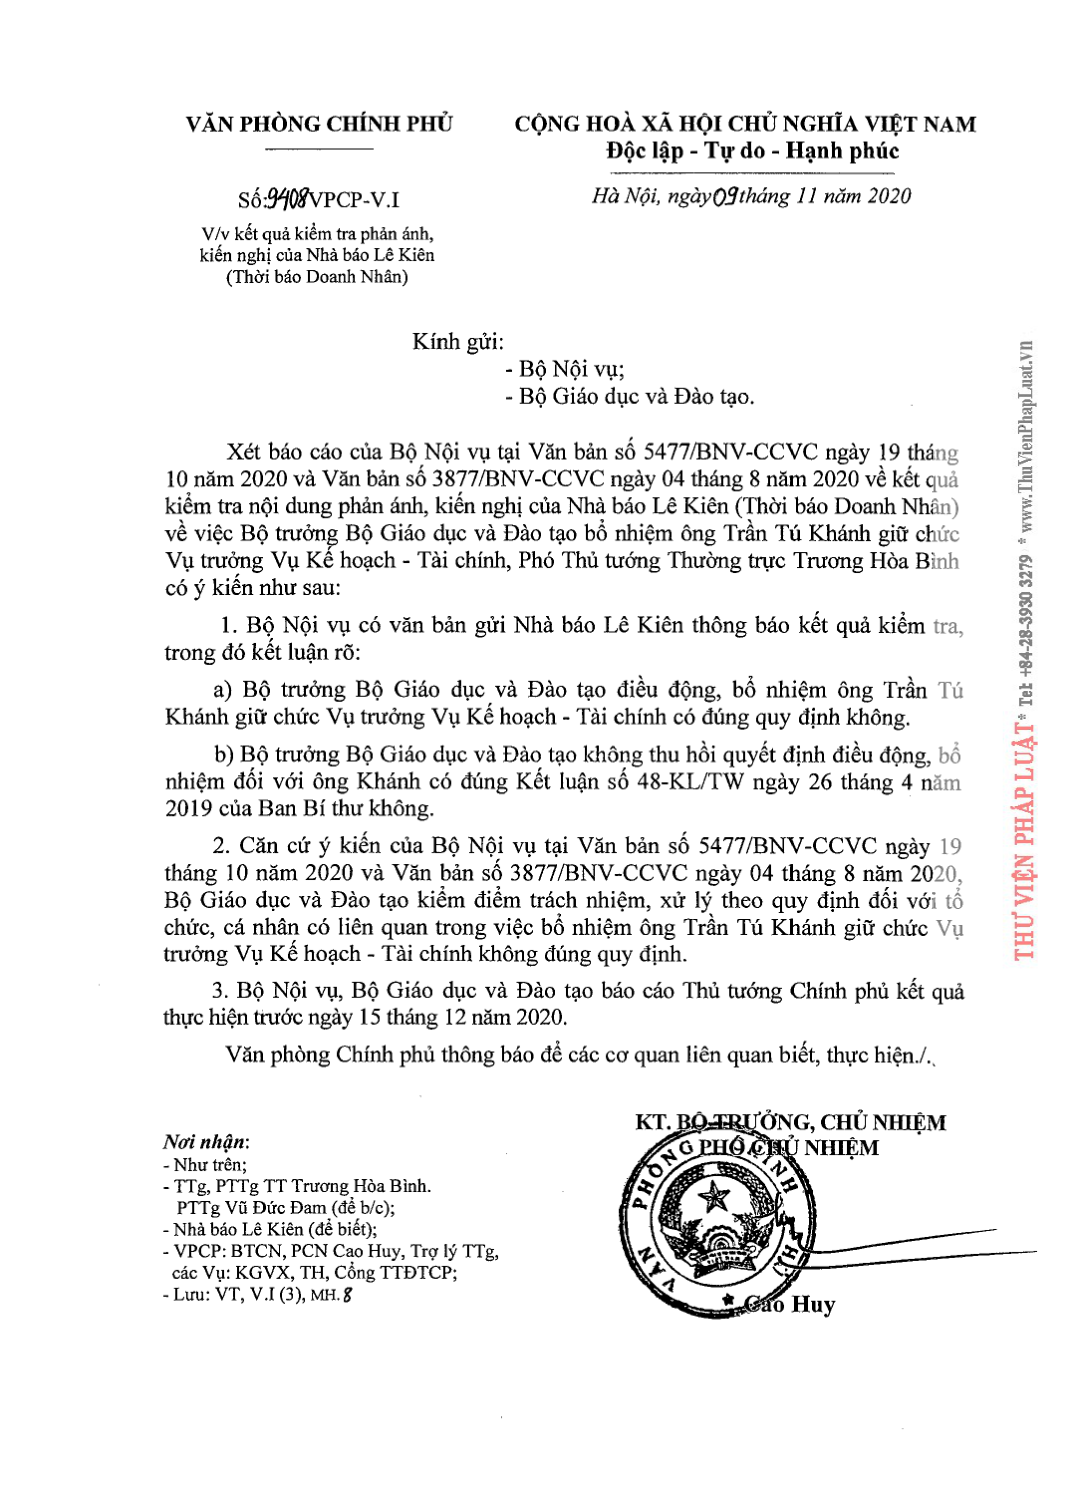 VĂN PHÒNG CHÍNH PHỦ
CỘNG HOÀ XÃ HỘI CHỦ NGHĨA VIỆT NAM
Độc lập - Tự do - Hạnh phúc
Số:9408VPCP-V.I
Hà Nội, ngày 09 tháng 11 năm 2020
V/v kết quả kiểm tra phản ánh,
kiến nghị của Nhà báo Lê Kiên
(Thời báo Doanh Nhân)
Kính gửi:
- Bộ Nội vụ;
- Bộ Giáo dục và Đào tạo.
Xét báo cáo của Bộ Nội vụ tại Văn bản số 5477/BNV-CCVC ngày 19 tháng
10 năm 2020 và Văn bản số 3877/BNV-CCVC ngày 04 tháng 8 năm 2020 về kết quả
kiểm tra nội dung phản ánh, kiến nghị của Nhà báo Lê Kiên (Thời báo Doanh Nhân)
về việc Bộ trưởng Bộ Giáo dục và Đào tạo bổ nhiệm ông Trần Tú Khánh giữ chức
Vụ trưởng Vụ Kế hoạch - Tài chính, Phó Thủ tướng Thường trực Trương Hòa Bình
có ý kiến như sau:
1. Bộ Nội vụ có văn bản gửi Nhà báo Lê Kiên thông báo kết quả kiểm tra,
trong đó kết luận rõ:
a) Bộ trưởng Bộ Giáo dục và Đào tạo điều động, bổ nhiệm ông Trần Tú
Khánh giữ chức Vụ trưởng Vụ Kế hoạch - Tài chính có đúng quy định không.
b) Bộ trưởng Bộ Giáo dục và Đào tạo không thu hồi quyết định điều động, bổ
nhiệm đối với ông Khánh có đúng Kết luận số 48-KL/TW ngày 26 tháng 4 năm
2019 của Ban Bí thư không.
2. Căn cứ ý kiến của Bộ Nội vụ tại Văn bản số 5477/BNV-CCVC ngày 19
tháng 10 năm 2020 và Văn bản số 3877/BNV-CCVC ngày 04 tháng 8 năm 2020,
Bộ Giáo dục và Đào tạo kiểm điểm trách nhiệm, xử lý theo quy định đối với tổ
chức, cá nhân có liên quan trong việc bổ nhiệm ông Trần Tú Khánh giữ chức Vụ
trưởng Vụ Kế hoạch - Tài chính không đúng quy định.
3. Bộ Nội vụ, Bộ Giáo dục và Đào tạo báo cáo Thủ tướng Chính phủ kết quả
thực hiện trước ngày 15 tháng 12 năm 2020.
Văn phòng Chính phủ thông báo để các cơ quan liên quan biết, thực hiện./.
KT. BỘ TRƯỞNG, CHỦ NHIỆM
PHÓ CHỦ NHIỆM
VĂN PHÒNG CHÍNH PHỦ
Cao Huy
Nơi nhận:
- Như trên;
- TTg, PTTg TT Trương Hòa Bình.
PTTg Vũ Đức Đam (để b/c);
- Nhà báo Lê Kiên (để biết);
- VPCP: BTCN, PCN Cao Huy, Trợ lý TTg,
các Vụ: KGVX, TH, Cổng TTĐTCP;
- Lưu: VT, V.I (3), MH.8
THƯ VIỆN PHÁP LUẬT * Tel: +84-28-3930 3279 * www.ThuVienPhapLuat.vn